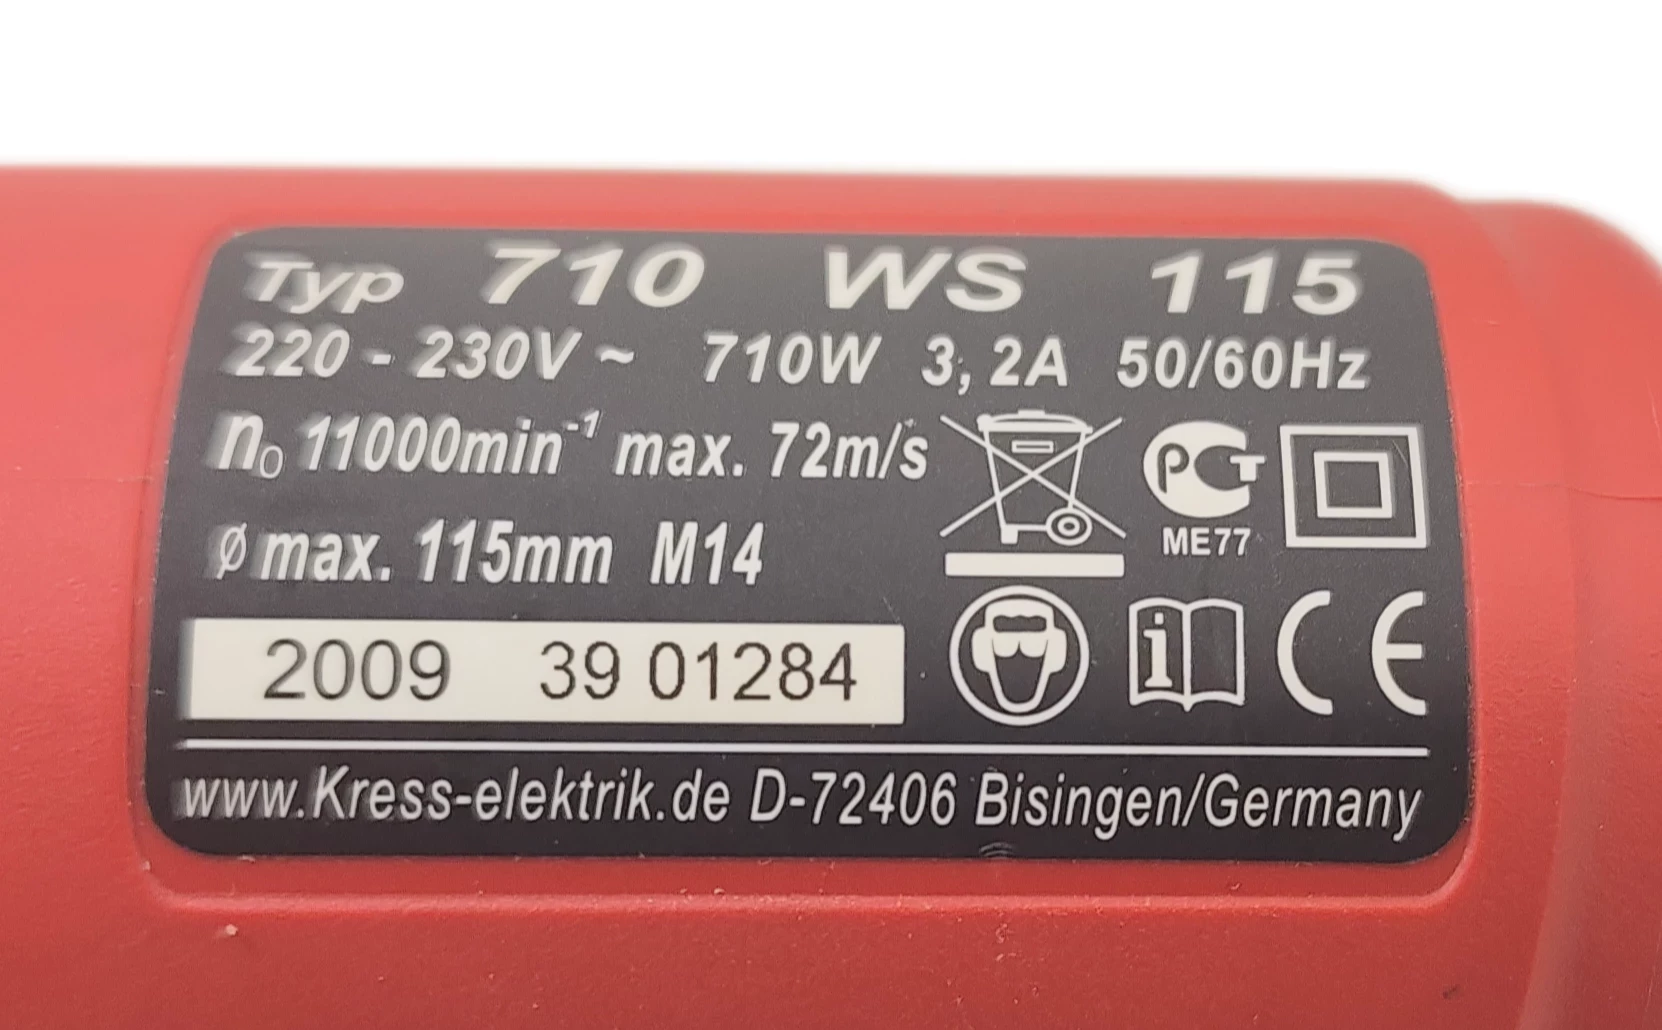 Typ 710 WS 115
220 - 230V ~ 710W 3,2A 50/60Hz
n₀ 11000min⁻¹ max. 72m/s
ø max. 115mm M14
PCT
ME77
2009 39 01284
i
CE
www.Kress-elektrik.de D-72406 Bisingen/Germany